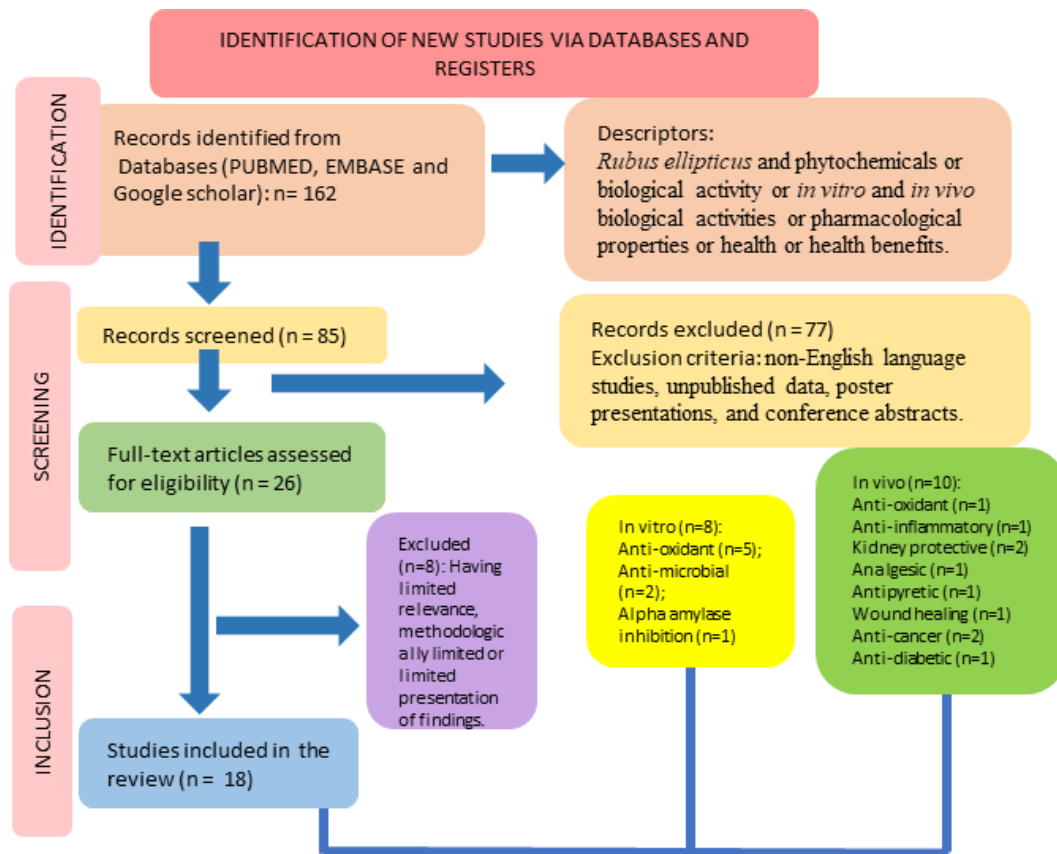 IDENTIFICATION OF NEW STUDIES VIA DATABASES AND
REGISTERS
IDENTIFICATION
Records identified from
Databases (PUBMED, EMBASE and
Google scholar): n= 162
Descriptors:
Rubus ellipticus and phytochemicals or
biological activity or in vitro and in vivo
biological activities or pharmacological
properties or health or health benefits.
SCREENING
Records screened (n = 85)
Records excluded (n = 77)
Exclusion criteria: non-English language
studies, unpublished data, poster
presentations, and conference abstracts.
Full-text articles assessed
for eligibility (n = 26)
Excluded
(n=8): Having
limited
relevance,
methodologic
ally limited or
limited
presentation
of findings.
In vitro (n=8):
Anti-oxidant (n=5);
Anti-microbial
(n=2);
Alpha amylase
inhibition (n=1)
In vivo (n=10):
Anti-oxidant (n=1)
Anti-inflammatory (n=1)
Kidney protective (n=2)
Analgesic (n=1)
Antipyretic (n=1)
Wound healing (n=1)
Anti-cancer (n=2)
Anti-diabetic (n=1)
INCLUSION
Studies included in the
review (n = 18)